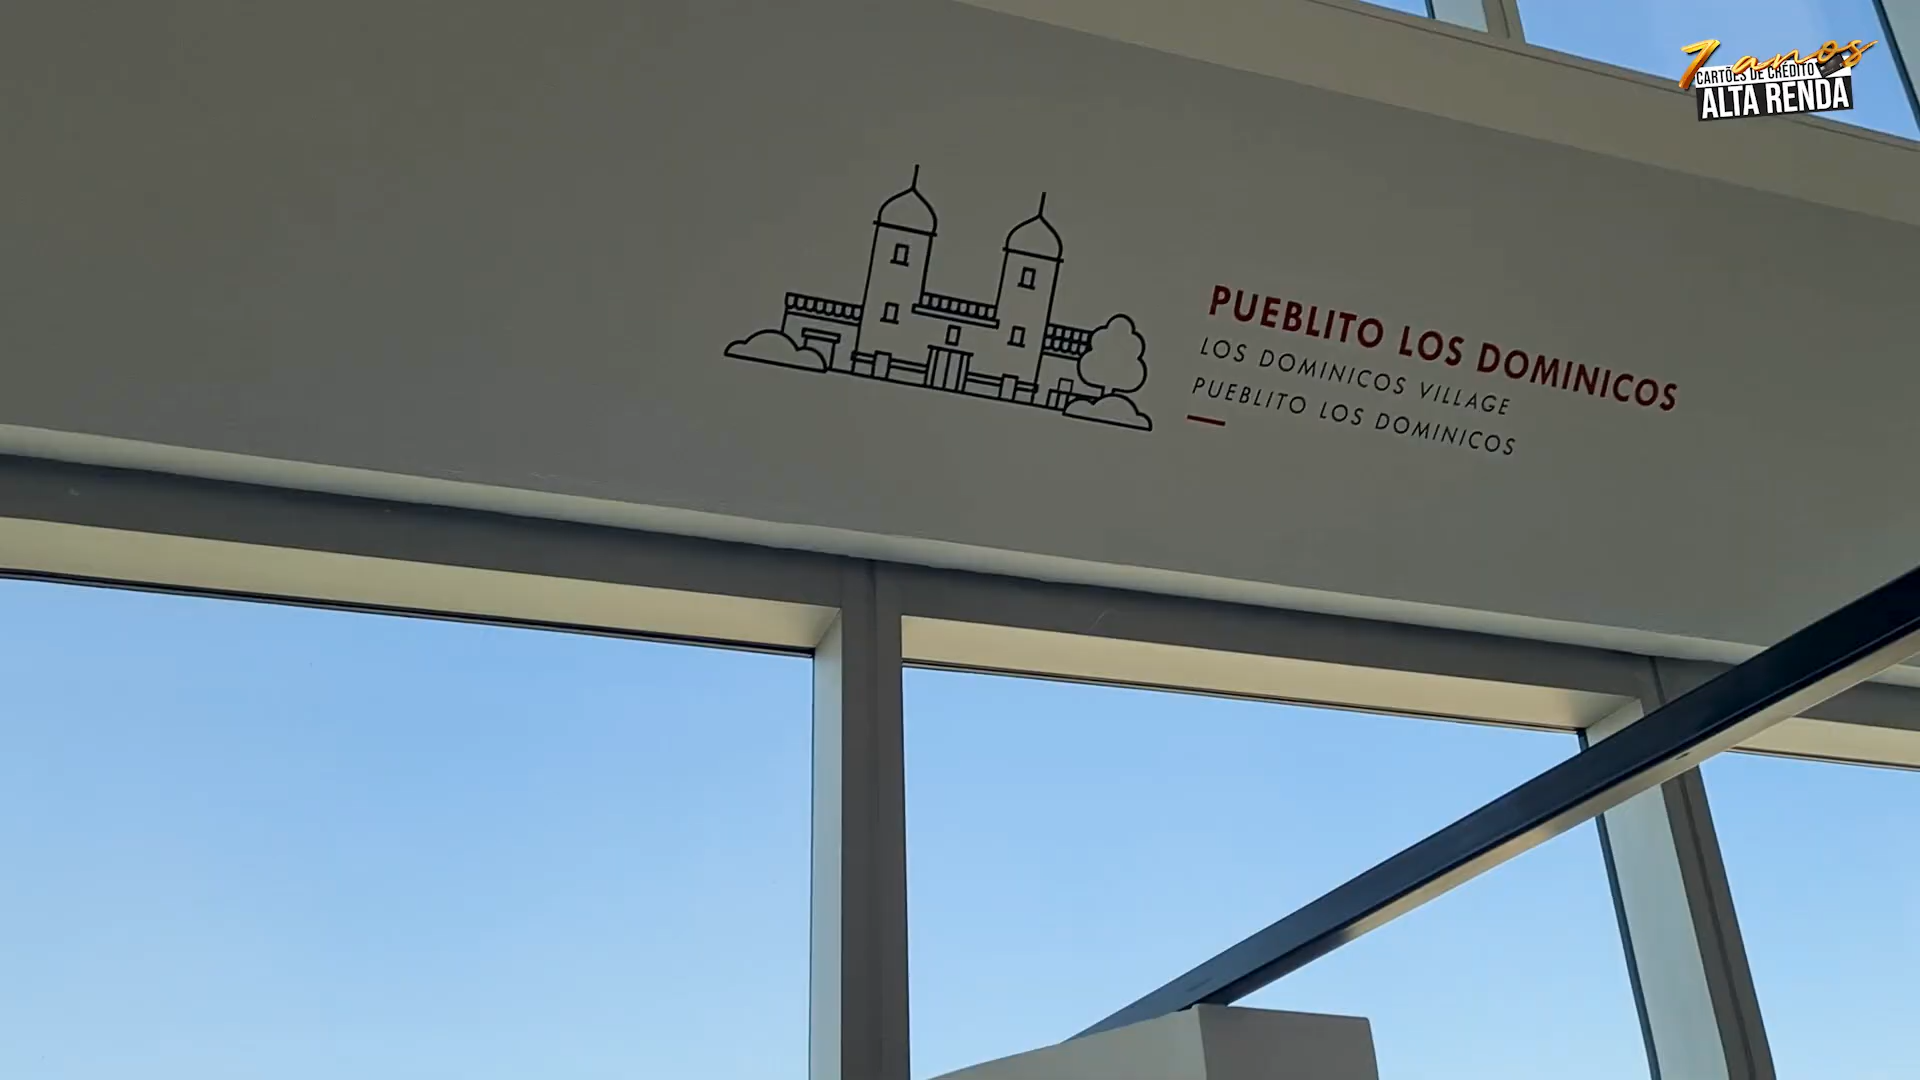 7 anos
CARTÕES DE CRÉDITO
ALTA RENDA
PUEBLITO LOS DOMINICOS
LOS DOMINICOS VILLAGE
PUEBLITO LOS DOMINICOS